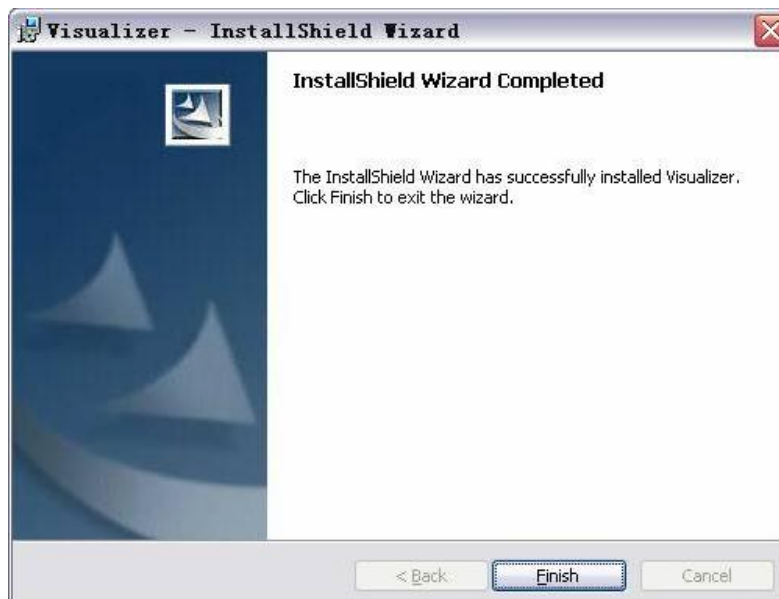 Visualizer - InstallShield Wizard
InstallShield Wizard Completed
The InstallShield Wizard has successfully installed Visualizer.
Click Finish to exit the wizard.
< Back
Finish
Cancel